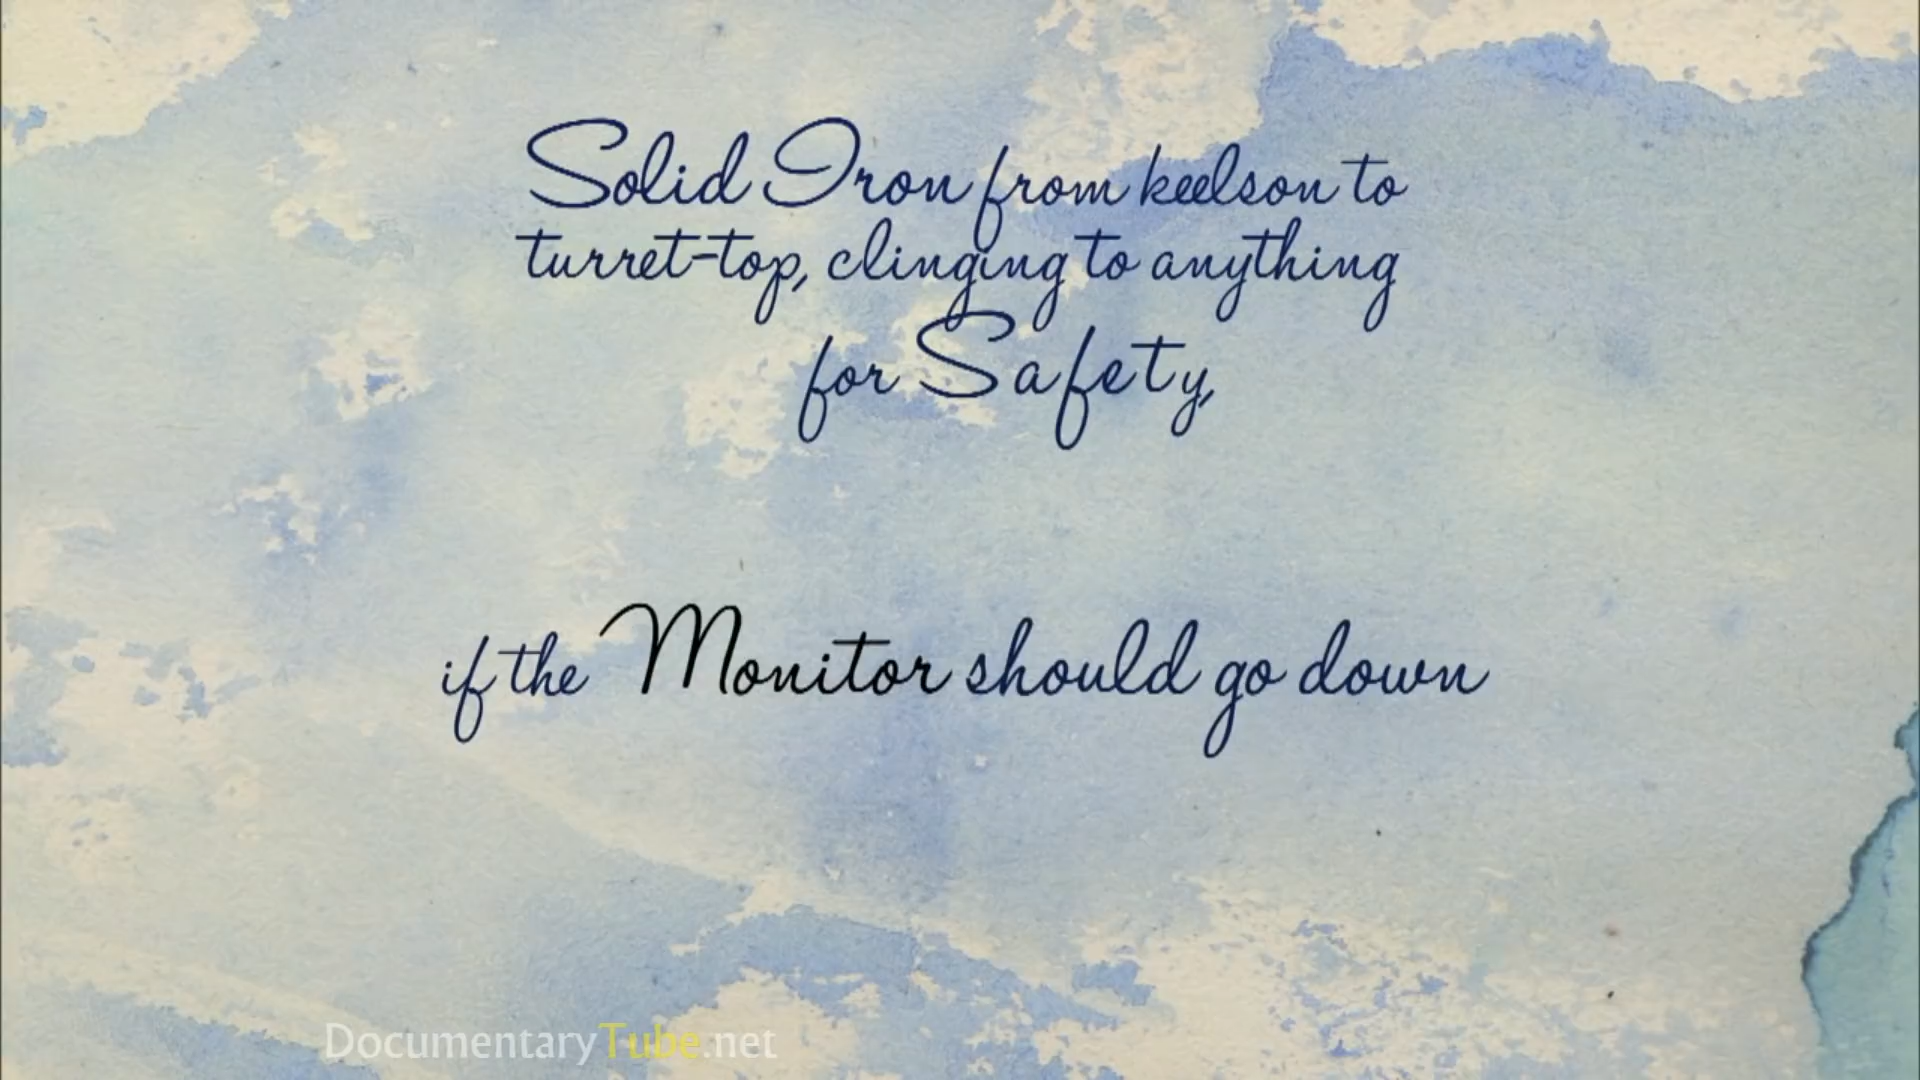 Solid Iron from keelson to
turret-top, clinging to anything
for Safety,
if the Monitor should go down
DocumentaryTube.net